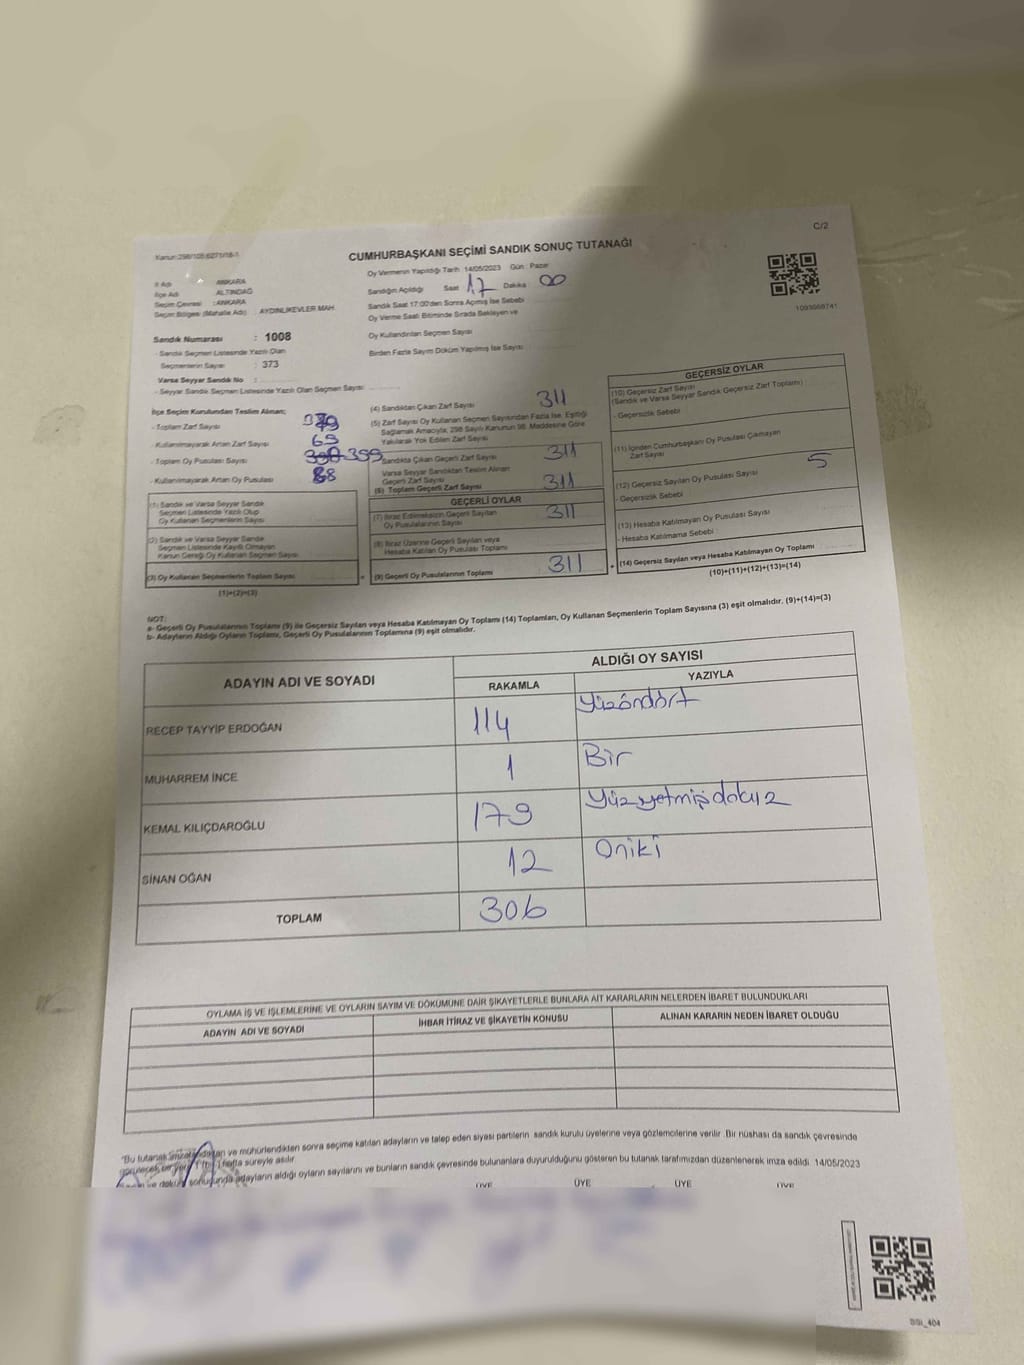 C/2
Kanun:298/105;6271/18-1
CUMHURBAŞKANI SEÇİMİ SANDIK SONUÇ TUTANAĞI
Oy Vermenin Yapıldığı Tarih : 14/05/2023 Gün : Pazar
İl Adı : ANKARA
İlçe Adı : ALTINDAĞ
Seçim Çevresi : ANKARA
Seçim Bölgesi (Mahalle Adı) : AYDINLIKEVLER MAH.
Sandığın Açıldığı Saat 17 Dakika 00
Sandık Saat 17:00'den Sonra Açılmış İse Sebebi
Oy Verme Saati Bitiminde Sırada Bekleyen ve
Oy Kullandırılan Seçmen Sayısı
Birden Fazla Sayım Döküm Yapılmış İse Sayısı
1093068741
Sandık Numarası : 1008
- Sandık Seçmen Listesinde Yazılı Olan
Seçmenlerin Sayısı : 373
Varsa Seyyar Sandık No :
- Seyyar Sandık Seçmen Listesinde Yazılı Olan Seçmen Sayısı
İlçe Seçim Kurulundan Teslim Alınan;
- Toplam Zarf Sayısı
Kullanılmayarak Artan Zarf Sayısı 69
- Toplam Oy Pusulası Sayısı 399
- Kullanılmayarak Artan Oy Pusulası 88
(4) Sandıktan Çıkan Zarf Sayısı 311
(5) Zarf Sayısı Oy Kullanan Seçmen Sayısından Fazla İse, Eşitliği
Sağlamak Amacıyla, 298 Sayılı Kanunun 98. Maddesine Göre
Yakılarak Yok Edilen Zarf Sayısı
Sandıkta Çıkan Geçerli Zarf Sayısı 311
Varsa Seyyar Sandıktan Teslim Alınan
Geçerli Zarf Sayısı
(6) Toplam Geçerli Zarf Sayısı 311
GEÇERLİ OYLAR
(7) İtiraz Edilmeksizin Geçerli Sayılan
Oy Pusulalarının Sayısı 311
(8) İtiraz Üzerine Geçerli Sayılan veya
Hesaba Katılan Oy Pusulası Toplamı
(9) Geçerli Oy Pusulalarının Toplamı 311
GEÇERSİZ OYLAR
(10) Geçersiz Zarf Sayısı
(Sandık ve Varsa Seyyar Sandık Geçersiz Zarf Toplamı)
- Geçersizlik Sebebi
(11) İçinden Cumhurbaşkanı Oy Pusulası Çıkmayan
Zarf Sayısı
(12) Geçersiz Sayılan Oy Pusulası Sayısı 5
- Geçersizlik Sebebi
(13) Hesaba Katılmayan Oy Pusulası Sayısı
- Hesaba Katılmama Sebebi
(14) Geçersiz Sayılan veya Hesaba Katılmayan Oy Toplamı
(10)+(11)+(12)+(13)=(14)
(1) Sandık ve Varsa Seyyar Sandık
Seçmen Listesinde Yazılı Olup
Oy Kullanan Seçmenlerin Sayısı
(2) Sandık ve Varsa Seyyar Sandık
Seçmen Listesinde Kayıtlı Olmayan
Kanun Gereği Oy Kullanan Seçmen Sayısı
(3) Oy Kullanan Seçmenlerin Toplam Sayısı
(1)+(2)=(3)
NOT:
a- Geçerli Oy Pusulalarının Toplamı (9) ile Geçersiz Sayılan veya Hesaba Katılmayan Oy Toplamı (14) Toplamları, Oy Kullanan Seçmenlerin Toplam Sayısına (3) eşit olmalıdır. (9)+(14)=(3)
b- Adayların Aldığı Oyların Toplamı, Geçerli Oy Pusulalarının Toplamına (9) eşit olmalıdır.
ADAYIN ADI VE SOYADI
ALDIĞI OY SAYISI
RAKAMLA YAZIYLA
RECEP TAYYİP ERDOĞAN 114 Yüzöndört
MUHARREM İNCE 1 Bir
KEMAL KILIÇDAROĞLU 179 Yüzyetmişdokuz
SİNAN OĞAN 12 Oniki
TOPLAM 306
OYLAMA İŞ VE İŞLEMLERİNE VE OYLARIN SAYIM VE DÖKÜMÜNE DAİR ŞİKAYETLERLE BUNLARA AİT KARARLARIN NELERDEN İBARET BULUNDUKLARI
ADAYIN ADI VE SOYADI İHBAR İTİRAZ VE ŞİKAYETİN KONUSU ALINAN KARARIN NEDEN İBARET OLDUĞU
"Bu tutanak ve mühürlendikten sonra seçime katılan adayların ve talep eden siyasi partilerin sandık kurulu üyelerine veya gözlemcilerine verilir. Bir nüshası da sandık çevresinde
hafta süreyle asılır.
sonucunda adayların aldığı oyların sayılarını ve bunların sandık çevresinde bulunanlara duyurulduğunu gösteren bu tutanak tarafımızdan düzenlenerek imza edildi. 14/05/2023
ÜYE ÜYE ÜYE ÜYE
BSI_404